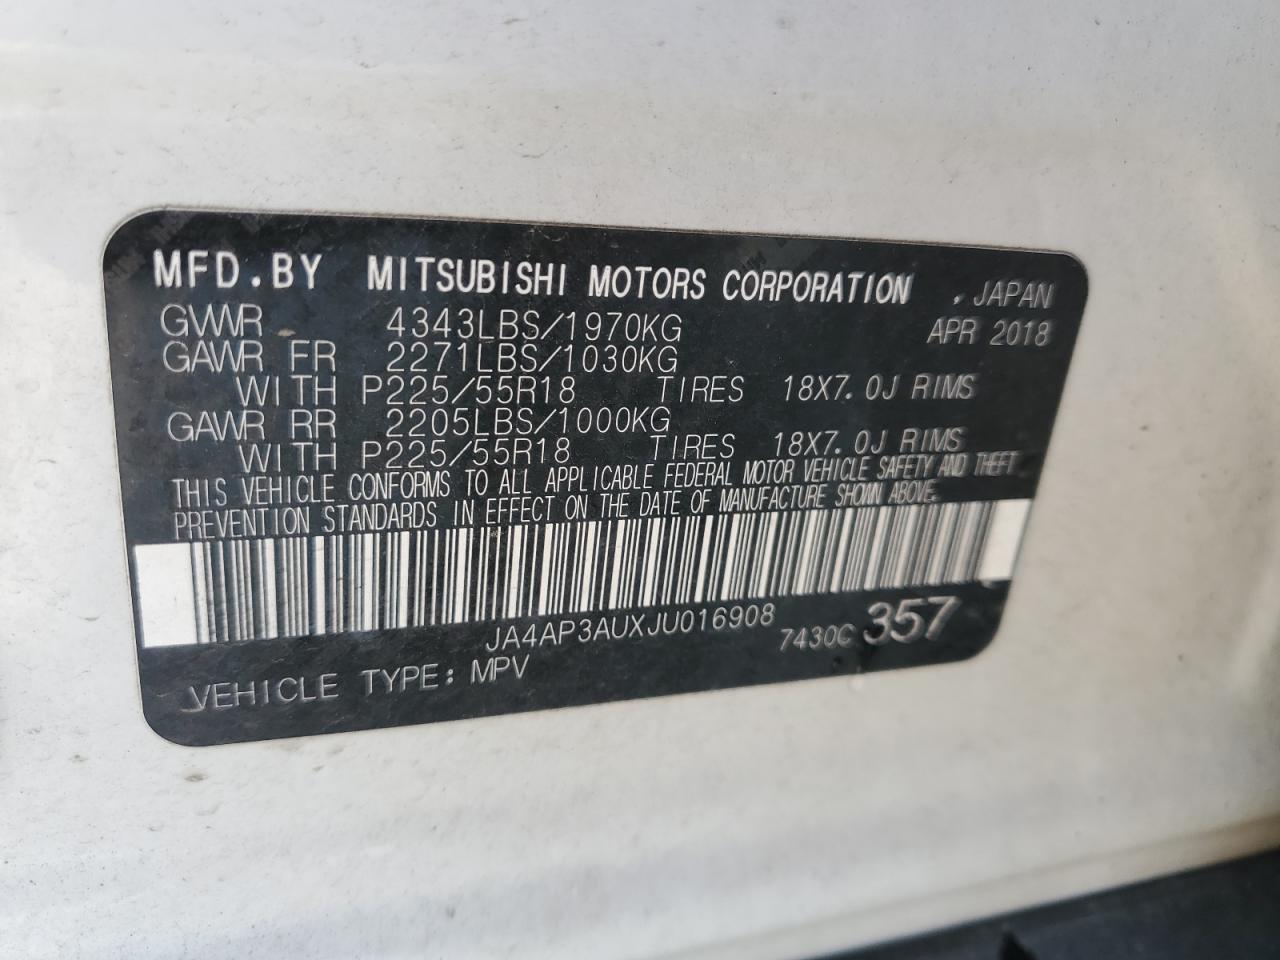 MFD.BY MITSUBISHI MOTORS CORPORATION , JAPAN
GVWR 4343LBS/1970KG APR 2018
GAWR FR 2271LBS/1030KG
WITH P225/55R18 TIRES 18X7.0J RIMS
GAWR RR 2205LBS/1000KG
WITH P225/55R18 TIRES 18X7.0J RIMS
THIS VEHICLE CONFORMS TO ALL APPLICABLE FEDERAL MOTOR VEHICLE SAFETY AND THEFT
PREVENTION STANDARDS IN EFFECT ON THE DATE OF MANUFACTURE SHOWN ABOVE.
JA4AP3AUXJU016908 7430C 357
VEHICLE TYPE: MPV